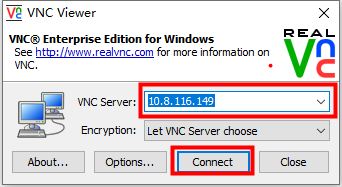 VNC Viewer
VNC® Enterprise Edition for Windows
See http://www.realvnc.com for more information on
VNC.
REAL
VNC
VNC Server: 10.8.116.149
Encryption: Let VNC Server choose
About... Options... Connect Close